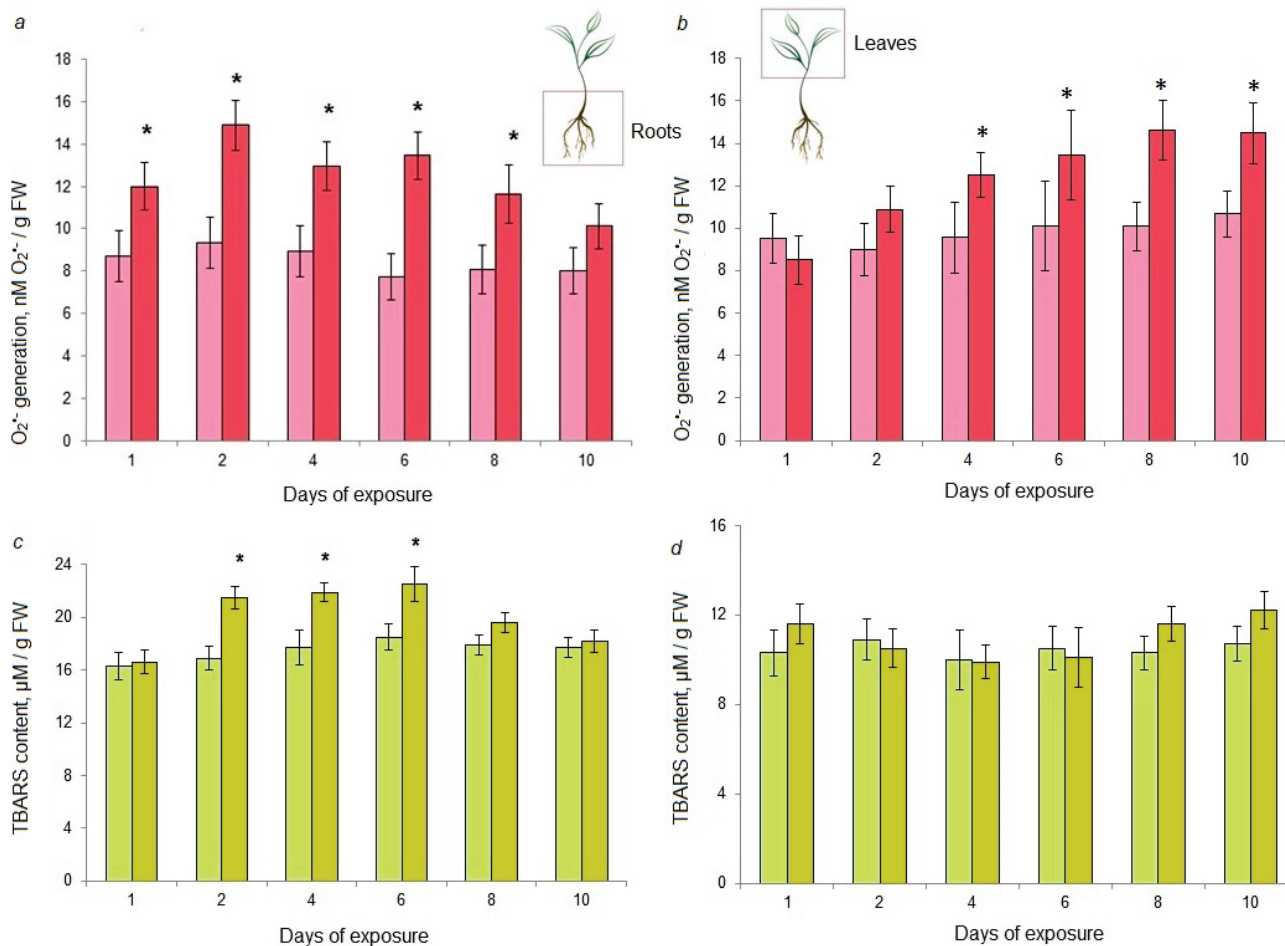 a
O₂•- generation, nM O₂•- / g FW
18
16
14
12
10
8
6
4
2
0
* * * * *
Roots
1 2 4 6 8 10
Days of exposure
b
O₂•- generation, nM O₂•- / g FW
18
16
14
12
10
8
6
4
2
0
Leaves
* * * *
1 2 4 6 8 10
Days of exposure
c
TBARS content, µM / g FW
24
20
16
12
8
4
0
* * *
1 2 4 6 8 10
Days of exposure
d
TBARS content, µM / g FW
16
12
8
4
0
1 2 4 6 8 10
Days of exposure